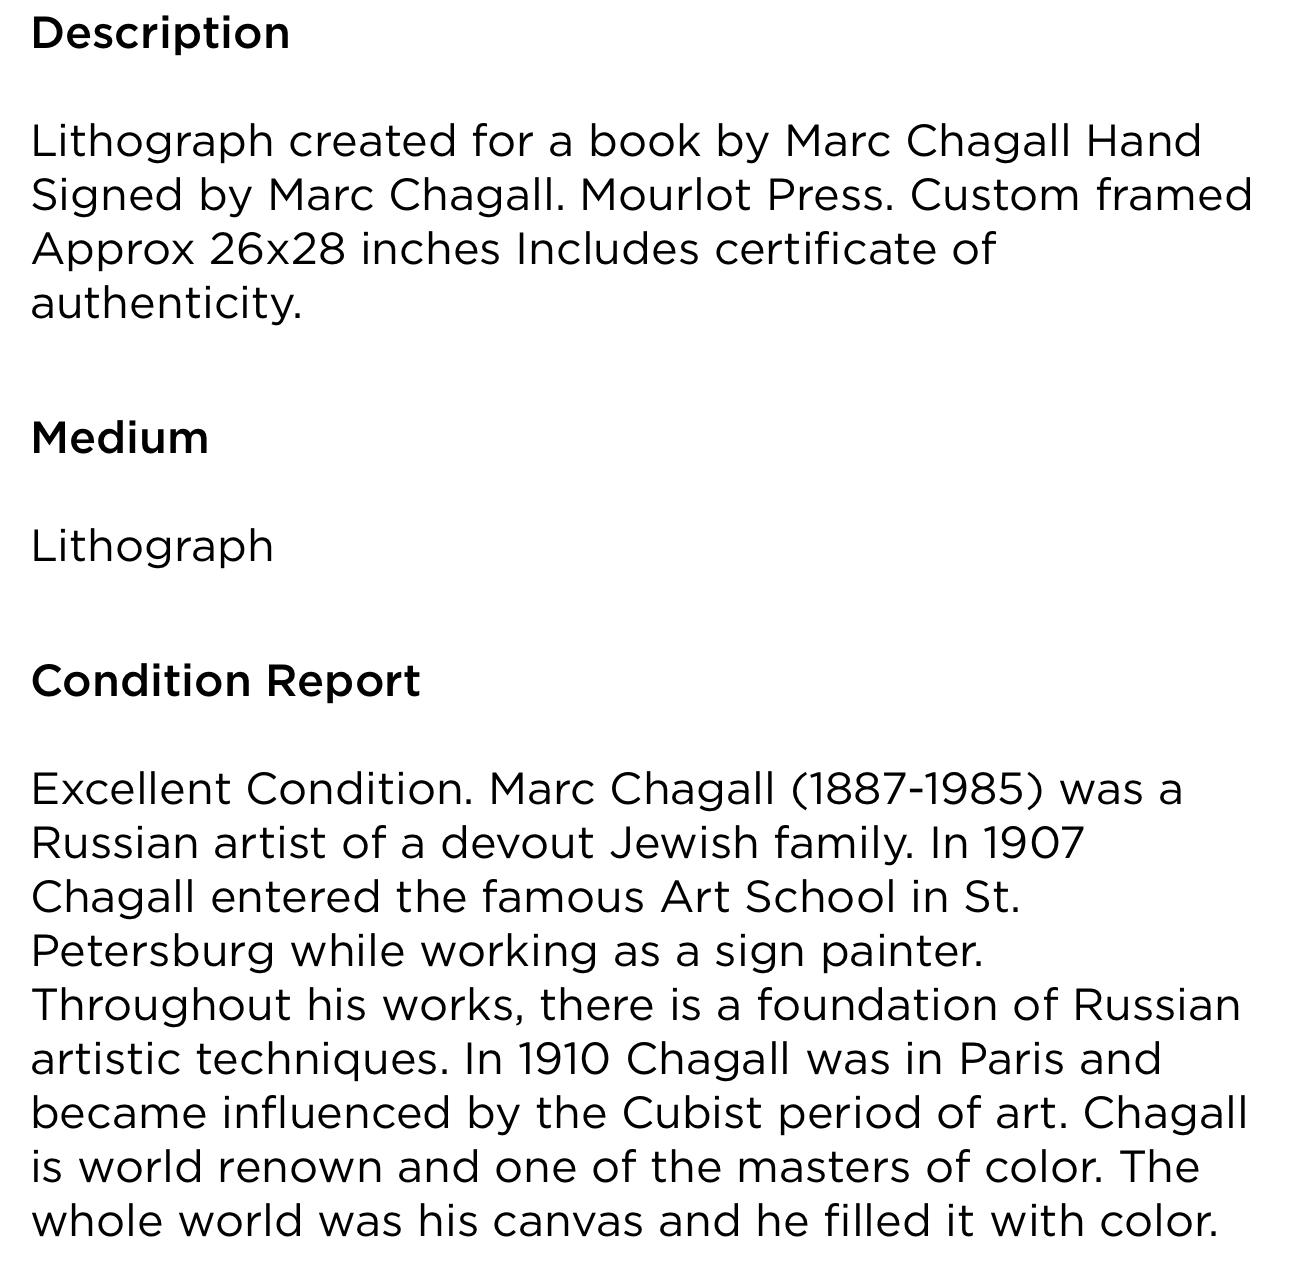 Description
Lithograph created for a book by Marc Chagall Hand
Signed by Marc Chagall. Mourlot Press. Custom framed
Approx 26x28 inches Includes certificate of
authenticity.
Medium
Lithograph
Condition Report
Excellent Condition. Marc Chagall (1887-1985) was a
Russian artist of a devout Jewish family. In 1907
Chagall entered the famous Art School in St.
Petersburg while working as a sign painter.
Throughout his works, there is a foundation of Russian
artistic techniques. In 1910 Chagall was in Paris and
became influenced by the Cubist period of art. Chagall
is world renown and one of the masters of color. The
whole world was his canvas and he filled it with color.